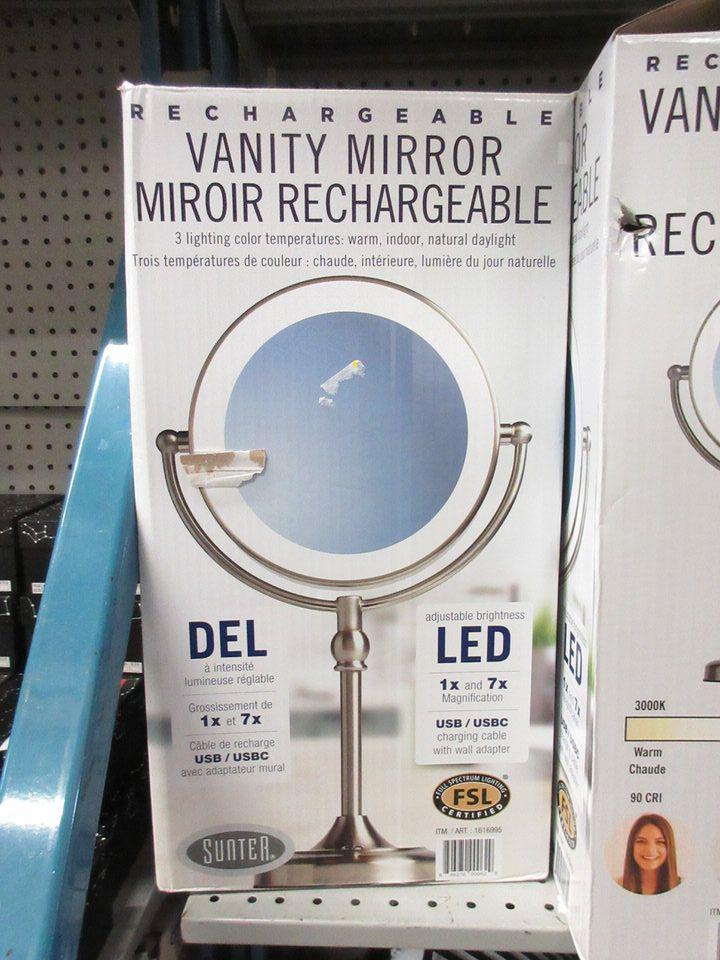 RECHARGEABLE
VANITY MIRROR
MIROIR RECHARGEABLE
3 lighting color temperatures: warm, indoor, natural daylight
Trois températures de couleur : chaude, intérieure, lumière du jour naturelle
DEL
à intensité
lumineuse réglable
Grossissement de
1x et 7x
Câble de recharge
USB / USBC
avec adaptateur mural
adjustable brightness
LED
1x and 7x
Magnification
USB / USBC
charging cable
with wall adapter
FULL SPECTRUM LIGHTING
FSL
CERTIFIED
ITM. / ART. 1616995
SUNTER
LED
REC
VAN
REC
3000K
Warm
Chaude
90 CRI